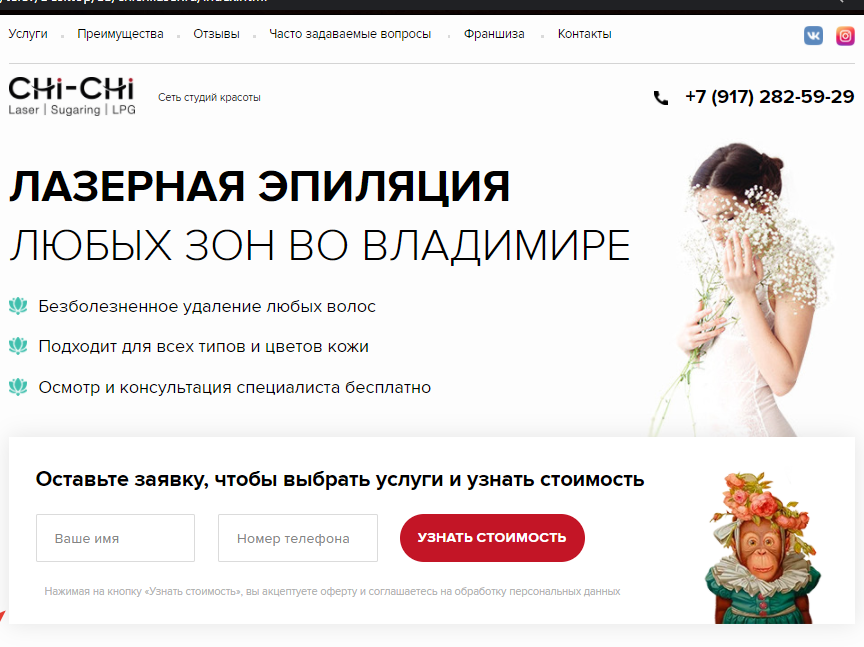 Услуги Преимущества Отзывы Часто задаваемые вопросы Франшиза Контакты
CHi-CHi
Laser | Sugaring | LPG
Сеть студий красоты
+7 (917) 282-59-29
ЛАЗЕРНАЯ ЭПИЛЯЦИЯ
ЛЮБЫХ ЗОН ВО ВЛАДИМИРЕ
Безболезненное удаление любых волос
Подходит для всех типов и цветов кожи
Осмотр и консультация специалиста бесплатно
Оставьте заявку, чтобы выбрать услуги и узнать стоимость
Ваше имя
Номер телефона
УЗНАТЬ СТОИМОСТЬ
Нажимая на кнопку «Узнать стоимость», вы акцептуете оферту и соглашаетесь на обработку персональных данных